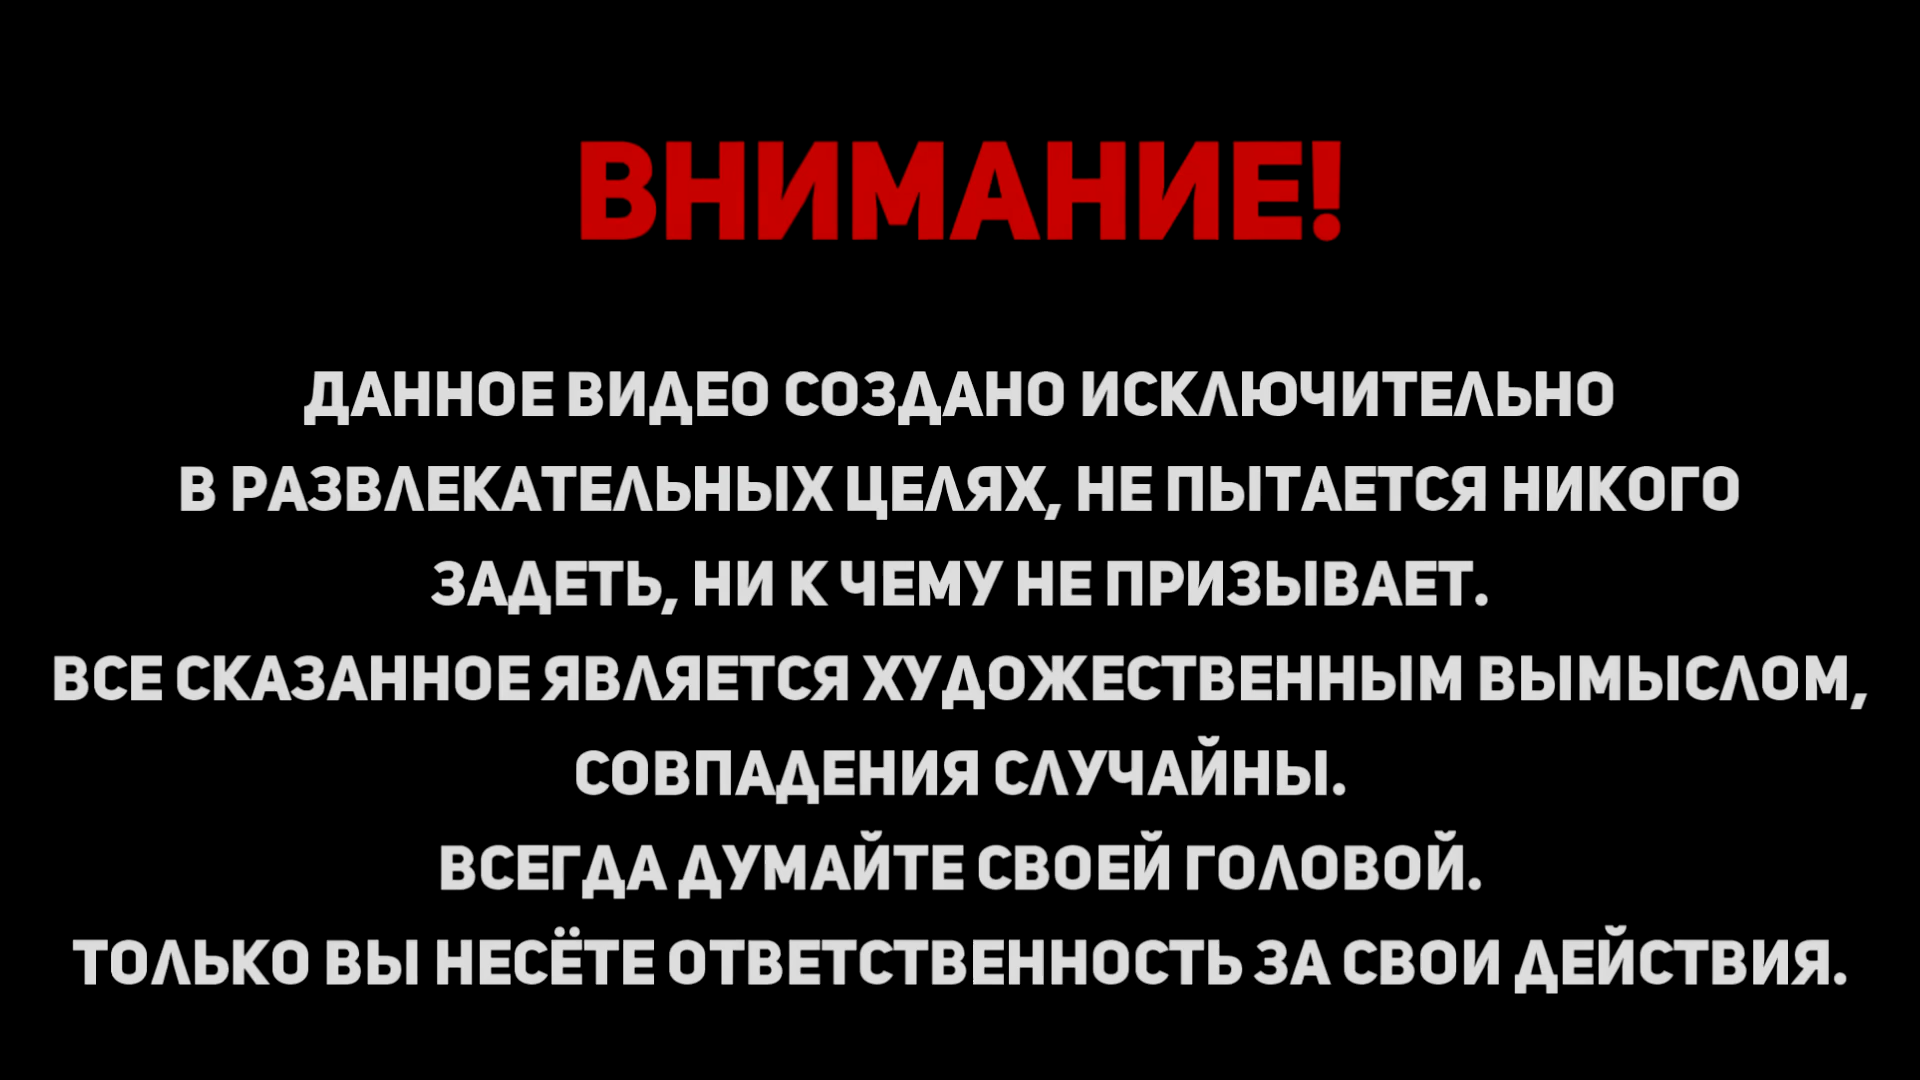 ВНИМАНИЕ!
ДАННОЕ ВИДЕО СОЗДАНО ИСКЛЮЧИТЕЛЬНО
В РАЗВЛЕКАТЕЛЬНЫХ ЦЕЛЯХ, НЕ ПЫТАЕТСЯ НИКОГО
ЗАДЕТЬ, НИ К ЧЕМУ НЕ ПРИЗЫВАЕТ.
ВСЕ СКАЗАННОЕ ЯВЛЯЕТСЯ ХУДОЖЕСТВЕННЫМ ВЫМЫСЛОМ,
СОВПАДЕНИЯ СЛУЧАЙНЫ.
ВСЕГДА ДУМАЙТЕ СВОЕЙ ГОЛОВОЙ.
ТОЛЬКО ВЫ НЕСЁТЕ ОТВЕТСТВЕННОСТЬ ЗА СВОИ ДЕЙСТВИЯ.